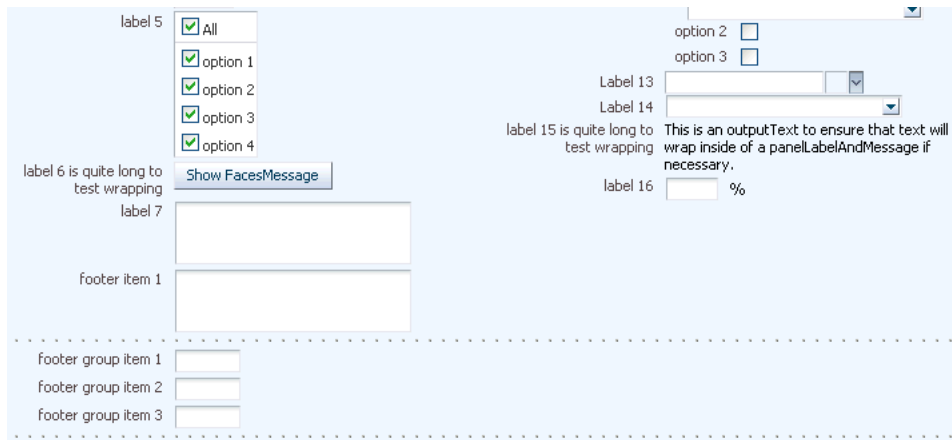 label 5
All
option 1
option 2
option 3
option 4
label 6 is quite long to
test wrapping
Show FacesMessage
label 7
footer item 1
option 2
option 3
Label 13
Label 14
label 15 is quite long to
test wrapping
This is an outputText to ensure that text will
wrap inside of a panelLabelAndMessage if
necessary.
label 16
%
footer group item 1
footer group item 2
footer group item 3